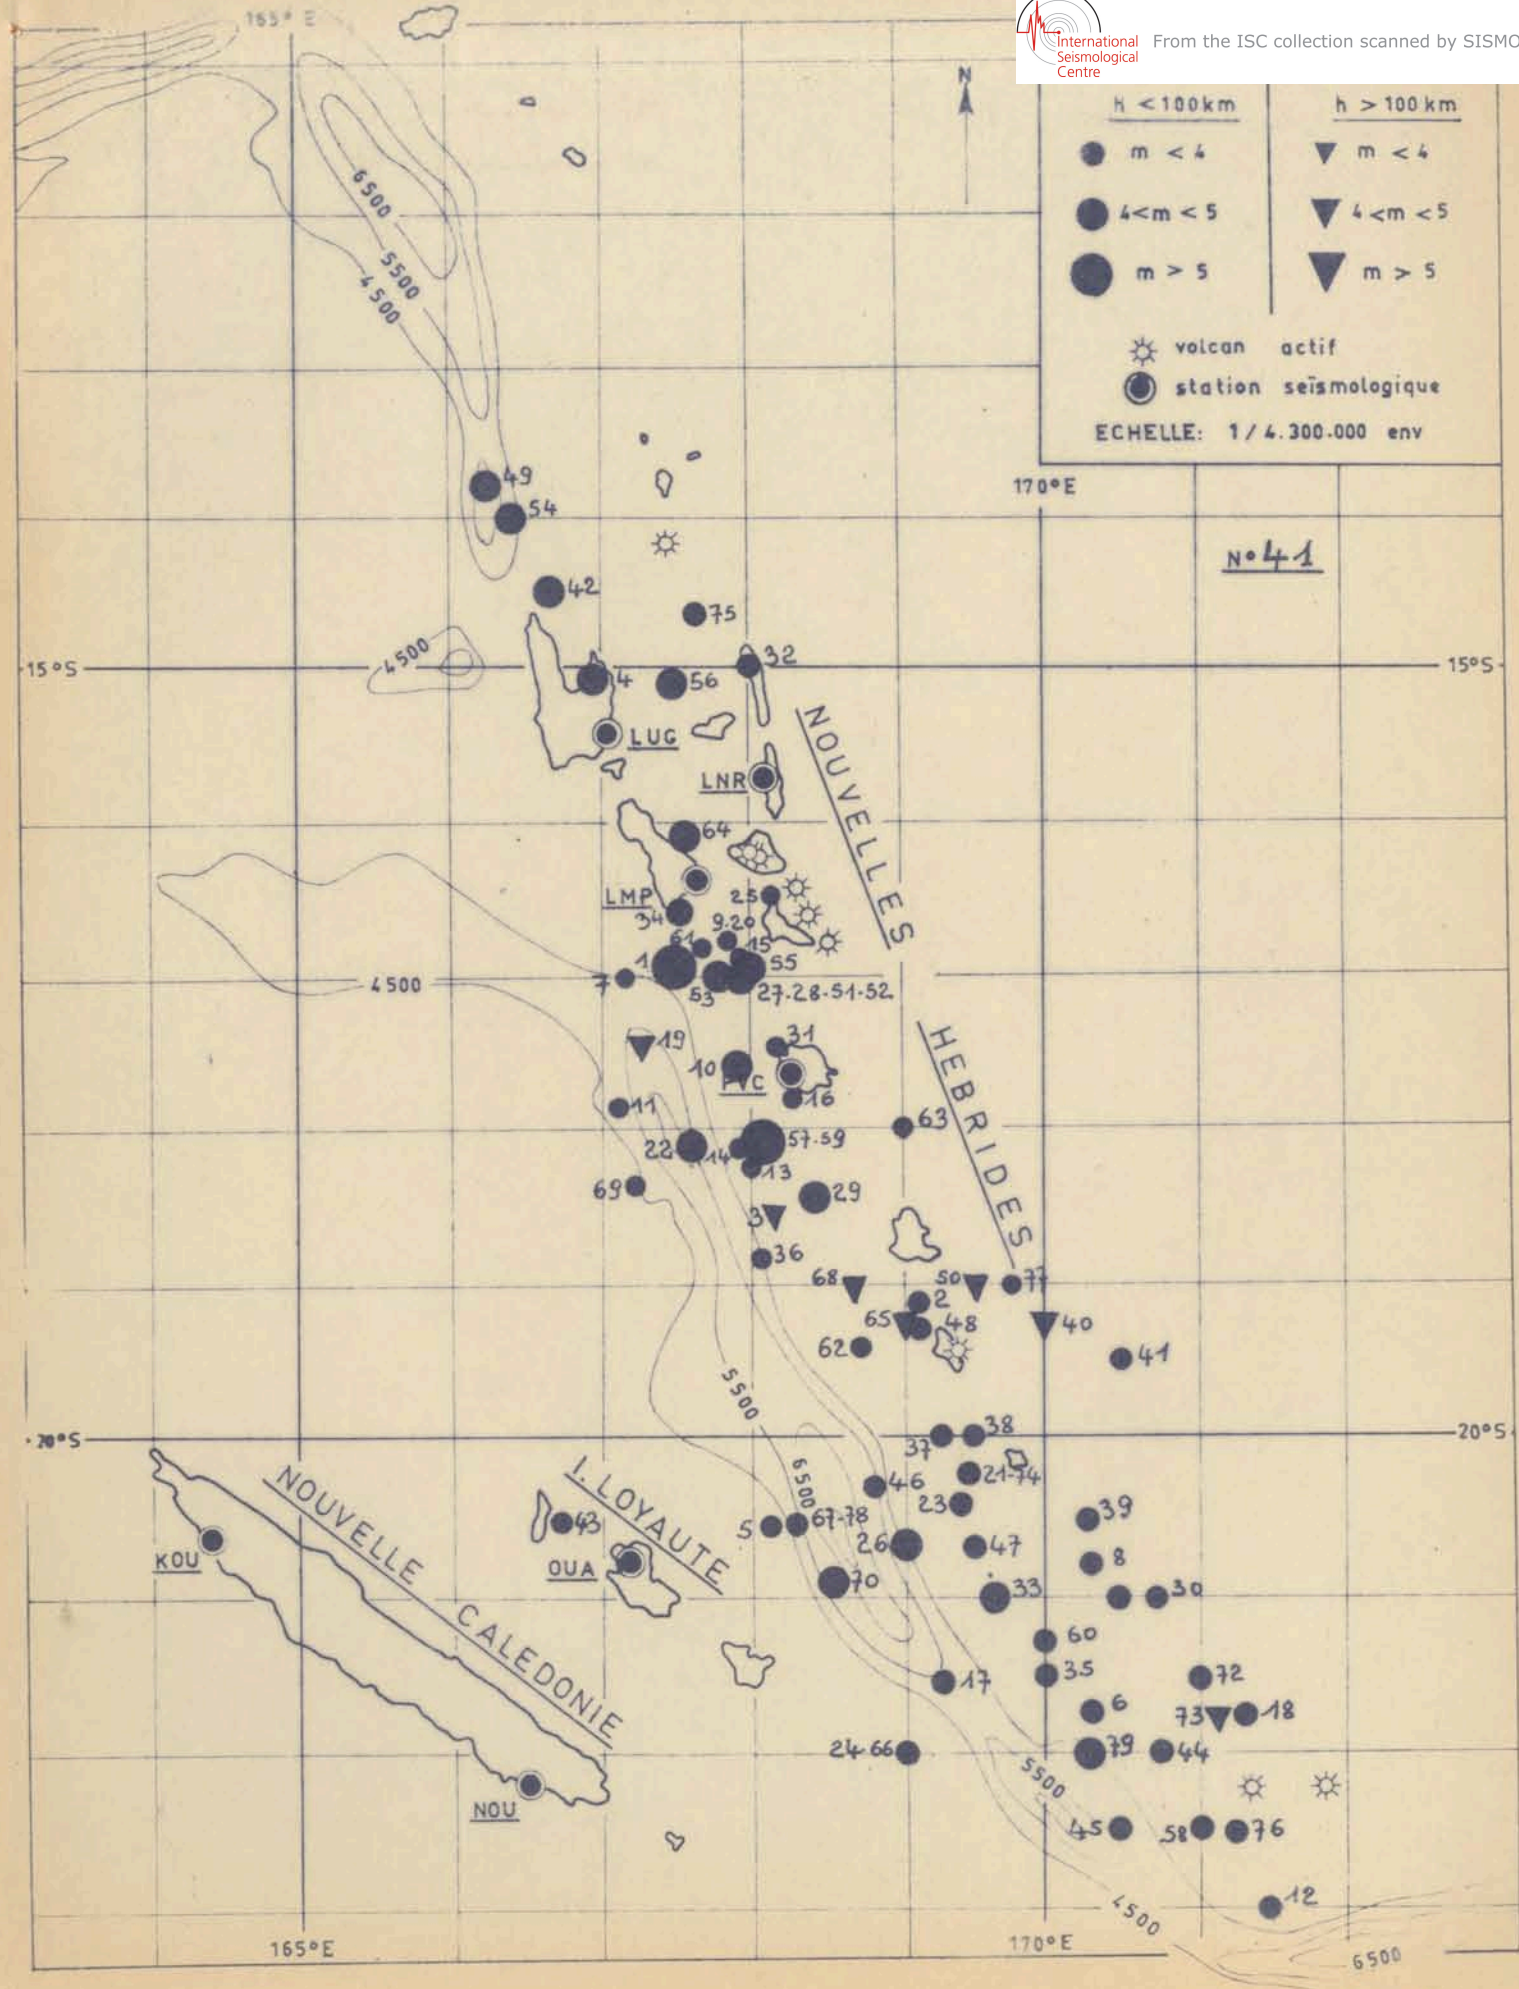 165° E
International
Seismological
Centre
From the ISC collection scanned by SISMO
N
h < 100km
h > 100 km
m < 4
m < 4
4<m < 5
4 <m < 5
m > 5
m > 5
volcan actif
station seïsmologique
ECHELLE: 1 / 4.300.000 env
6500
5500
4500
170°E
N° 41
49
54
42
75
15°S
4500
32
15°S
4
56
LUG
LNR
NOUVELLES
64
LMP
25
34
9.20
61
15
1
55
7
53
27.28.51.52
4500
19
31
10
PVC
HEBRIDES
11
16
63
22
14
57.59
13
69
29
3
36
68
50
77
2
65
48
40
62
41
5500
20°S
38
20°S
37
NOUVELLE CALEDONIE
I. LOYAUTE
6500
46
21-74
23
39
43
5
67-78
26
47
8
KOU
OUA
70
33
30
60
35
72
17
6
73
18
24-66
79
44
5500
NOU
45
58
76
12
4500
165°E
170°E
6500